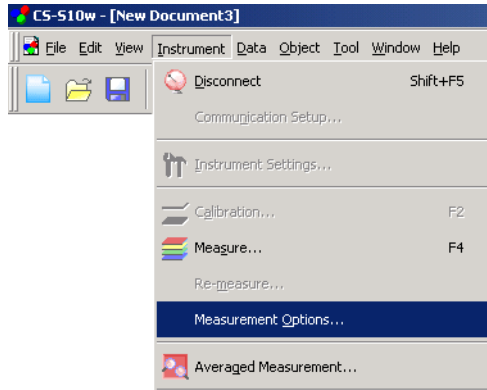 CS-S10w - [New Document3]
File Edit View Instrument Data Object Tool Window Help
Disconnect Shift+F5
Communication Setup...
Instrument Settings...
Calibration... F2
Measure... F4
Re-measure...
Measurement Options...
Averaged Measurement...